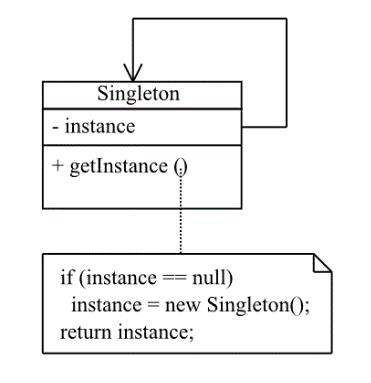 Singleton
- instance
+ getInstance ()
if (instance == null)
instance = new Singleton();
return instance;